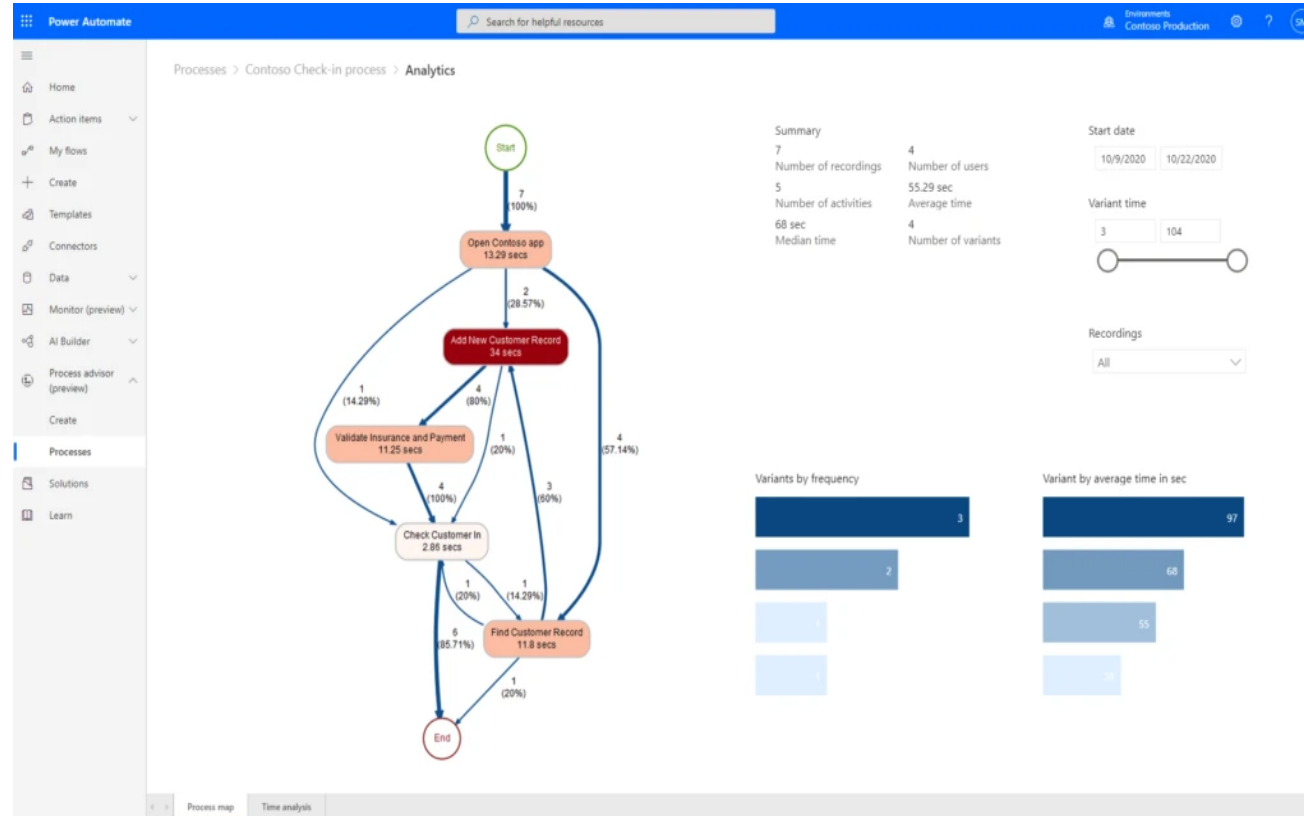 Power Automate
Search for helpful resources
Environments
Contoso Production
?
SM
Home
Action items
My flows
Create
Templates
Connectors
Data
Monitor (preview)
AI Builder
Process advisor
(preview)
Create
Processes
Solutions
Learn
Processes > Contoso Check-in process > Analytics
Start
7
(100%)
Open Contoso app
13.29 secs
2
(28.57%)
Add New Customer Record
34 secs
1
(14.29%)
4
(80%)
1
(20%)
4
(57.14%)
Validate Insurance and Payment
11.25 secs
4
(100%)
3
(60%)
Check Customer In
2.86 secs
1
(20%)
1
(14.29%)
6
(85.71%)
Find Customer Record
11.8 secs
1
(20%)
End
Summary
7
Number of recordings
4
Number of users
5
Number of activities
55.29 sec
Average time
68 sec
Median time
4
Number of variants
Start date
10/9/2020
10/22/2020
Variant time
3
104
Recordings
All
Variants by frequency
3
2
1
1
Variant by average time in sec
97
68
55
Process map
Time analysis